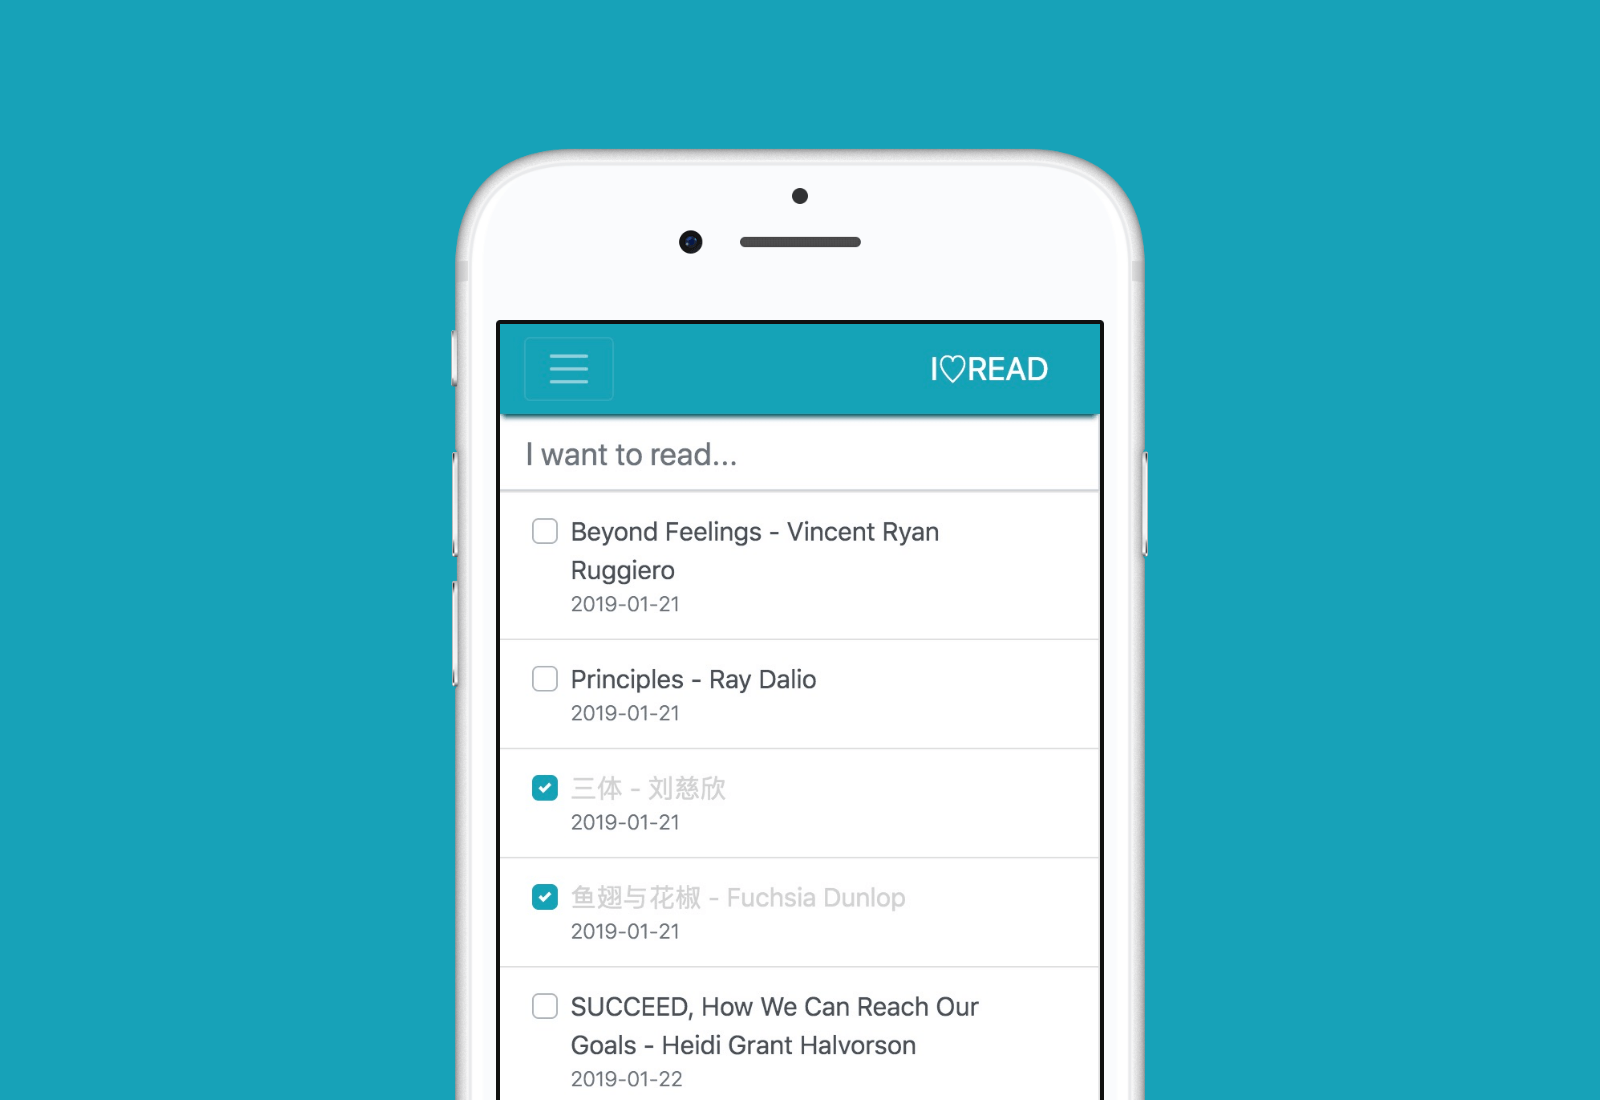 I♡READ
I want to read...
Beyond Feelings - Vincent Ryan
Ruggiero
2019-01-21
Principles - Ray Dalio
2019-01-21
三体 - 刘慈欣
2019-01-21
鱼翅与花椒 - Fuchsia Dunlop
2019-01-21
SUCCEED, How We Can Reach Our
Goals - Heidi Grant Halvorson
2019-01-22